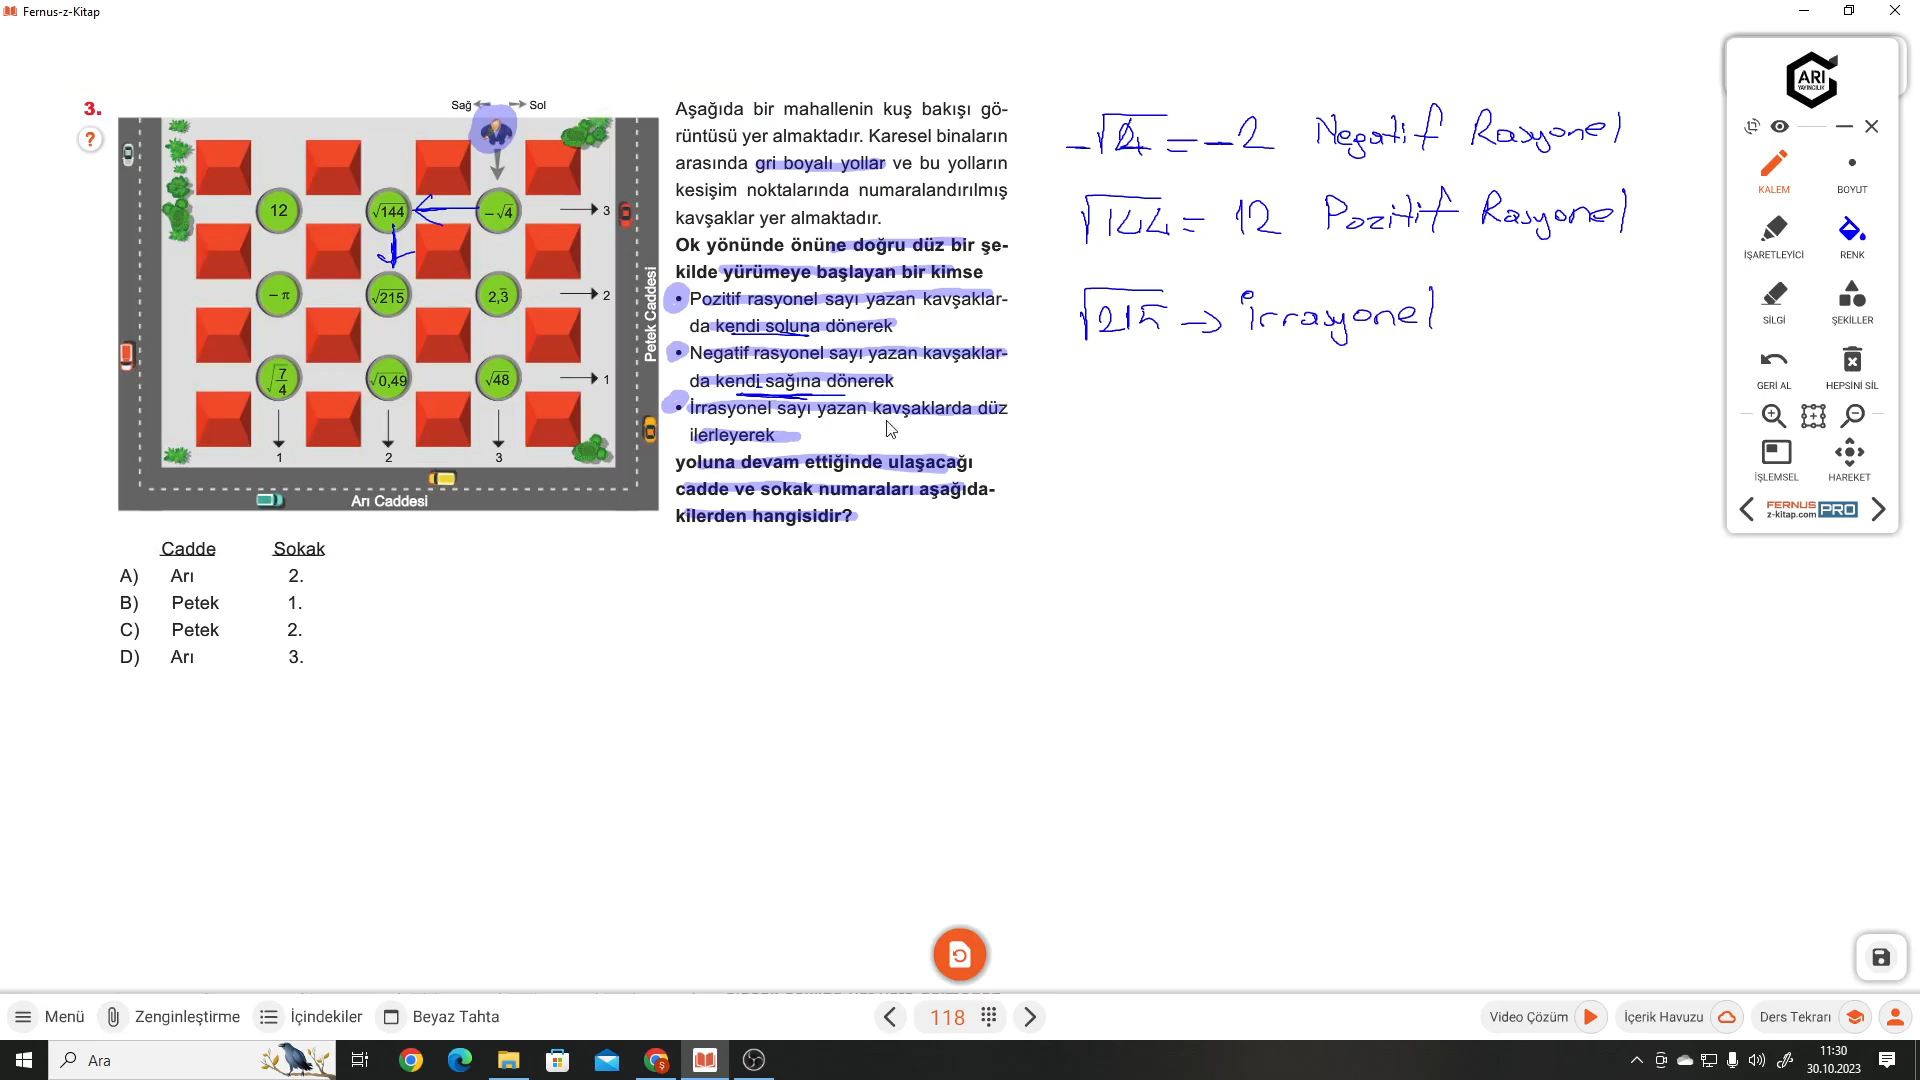 Fernus-z-Kitap
3.
?
Sağ
Sol
12
√144
-√4
3
-π
√215
2,3̅
2
√7/4
√0,49
√48
1
1
2
3
Petek Caddesi
Arı Caddesi
Aşağıda bir mahallenin kuş bakışı gö-
rüntüsü yer almaktadır. Karesel binaların
arasında gri boyalı yollar ve bu yolların
kesişim noktalarında numaralandırılmış
kavşaklar yer almaktadır.
Ok yönünde önüne doğru düz bir şe-
kilde yürümeye başlayan bir kimse
• Pozitif rasyonel sayı yazan kavşaklar-
da kendi soluna dönerek
• Negatif rasyonel sayı yazan kavşaklar-
da kendi sağına dönerek
• İrrasyonel sayı yazan kavşaklarda düz
ilerleyerek
yoluna devam ettiğinde ulaşacağı
cadde ve sokak numaraları aşağıda-
kilerden hangisidir?
Cadde Sokak
A) Arı 2.
B) Petek 1.
C) Petek 2.
D) Arı 3.
-√4 = -2 Negatif Rasyonel
√144 = 12 Pozitif Rasyonel
√215 → İrrasyonel
ARI
YAYINCILIK
KALEM
BOYUT
İŞARETLEYİCİ
RENK
SİLGİ
ŞEKİLLER
GERİ AL
HEPSİNİ SİL
İŞLEMSEL
HAREKET
FERNUS
z-kitap.com PRO
Menü
Zenginleştirme
İçindekiler
Beyaz Tahta
118
Video Çözüm
İçerik Havuzu
Ders Tekrarı
Ara
11:30
30.10.2023